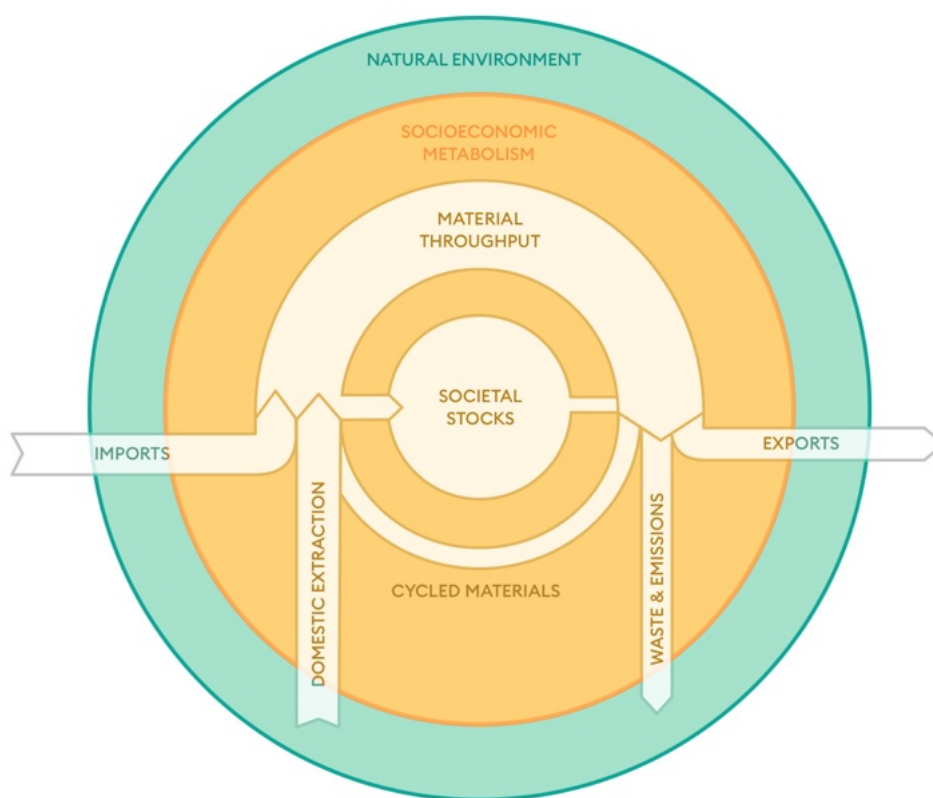 NATURAL ENVIRONMENT
SOCIOECONOMIC
METABOLISM
MATERIAL
THROUGHPUT
SOCIETAL
STOCKS
IMPORTS
EXPORTS
DOMESTIC EXTRACTION
WASTE & EMISSIONS
CYCLED MATERIALS